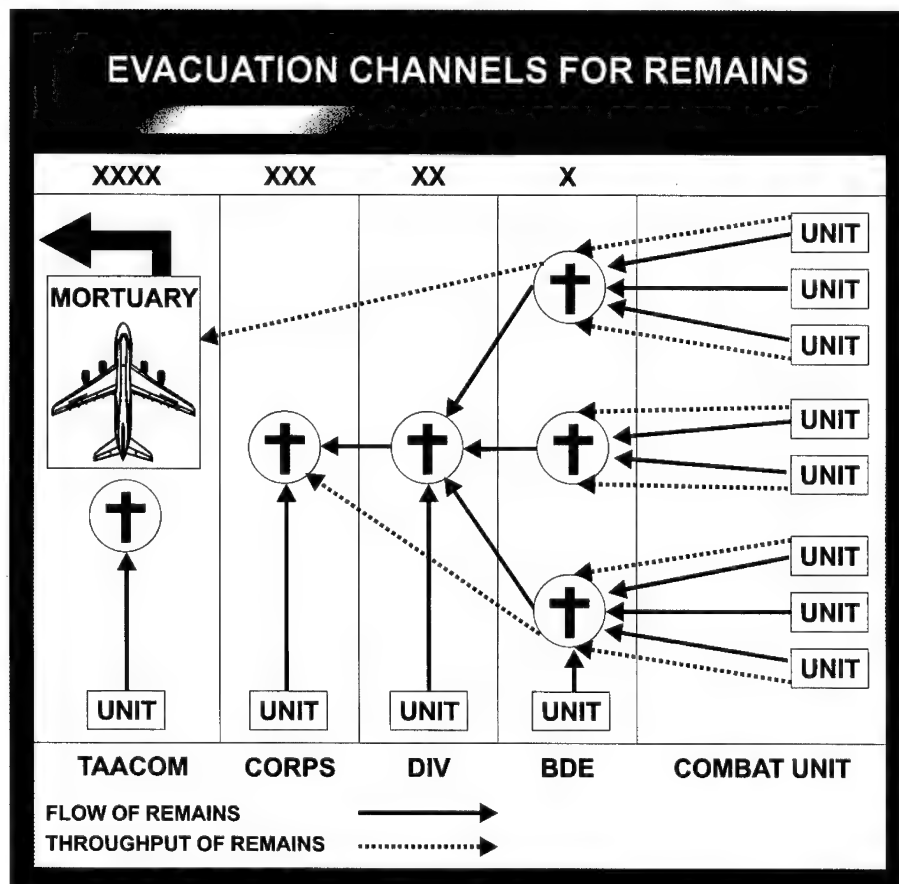 EVACUATION CHANNELS FOR REMAINS
XXXX XXX XX X
UNIT
MORTUARY
UNIT
UNIT
UNIT
UNIT
UNIT
UNIT
UNIT
UNIT UNIT UNIT UNIT
TAACOM CORPS DIV BDE COMBAT UNIT
FLOW OF REMAINS
THROUGHPUT OF REMAINS